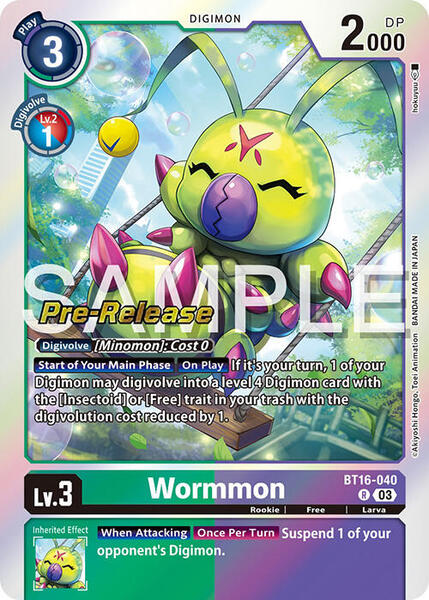 DIGIMON
Play
3
2000
DP
hokuyuu
Digivolve
Lv.2
1
SAMPLE
Pre-Release
Digivolve [Minomon]: Cost 0
Start of Your Main Phase On Play If it's your turn, 1 of your
Digimon may digivolve into a level 4 Digimon card with
the [Insectoid] or [Free] trait in your trash with the
digivolution cost reduced by 1.
©Akiyoshi Hongo, Toei Animation BANDAI MADE IN JAPAN
Lv.3
Wormmon
BT16-040
R 03
Rookie | Free | Larva
Inherited Effect
When Attacking Once Per Turn Suspend 1 of your
opponent's Digimon.